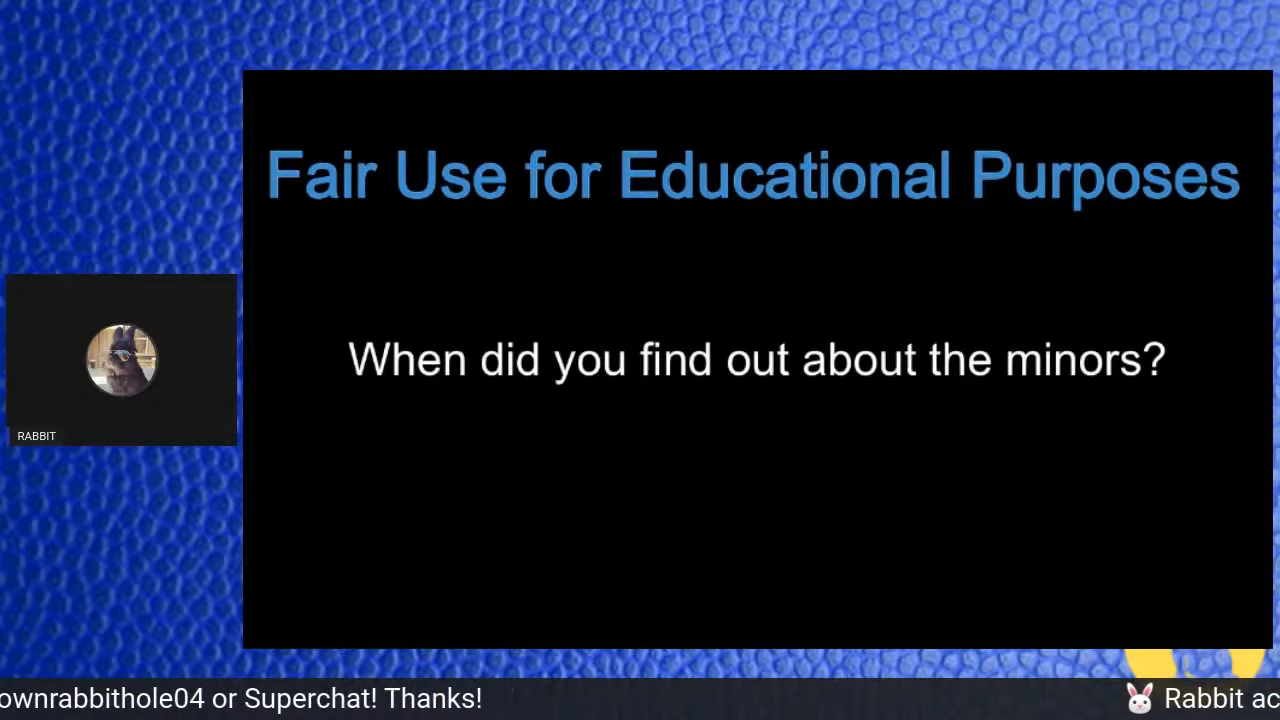 Fair Use for Educational Purposes
When did you find out about the minors?
RABBIT
ownrabbithole04 or Superchat! Thanks!
Rabbit ac